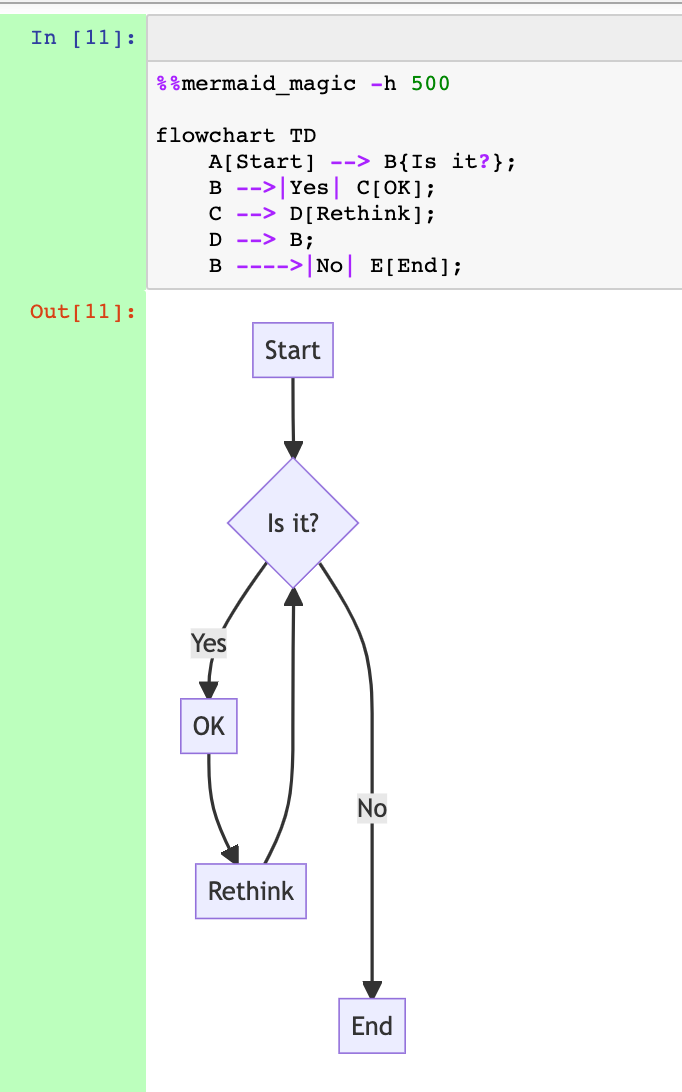 In [11]:
%%mermaid_magic -h 500
flowchart TD
A[Start] --> B{Is it?};
B -->|Yes| C[OK];
C --> D[Rethink];
D --> B;
B ---->|No| E[End];
Out[11]:
Start
Is it?
Yes
OK
No
Rethink
End